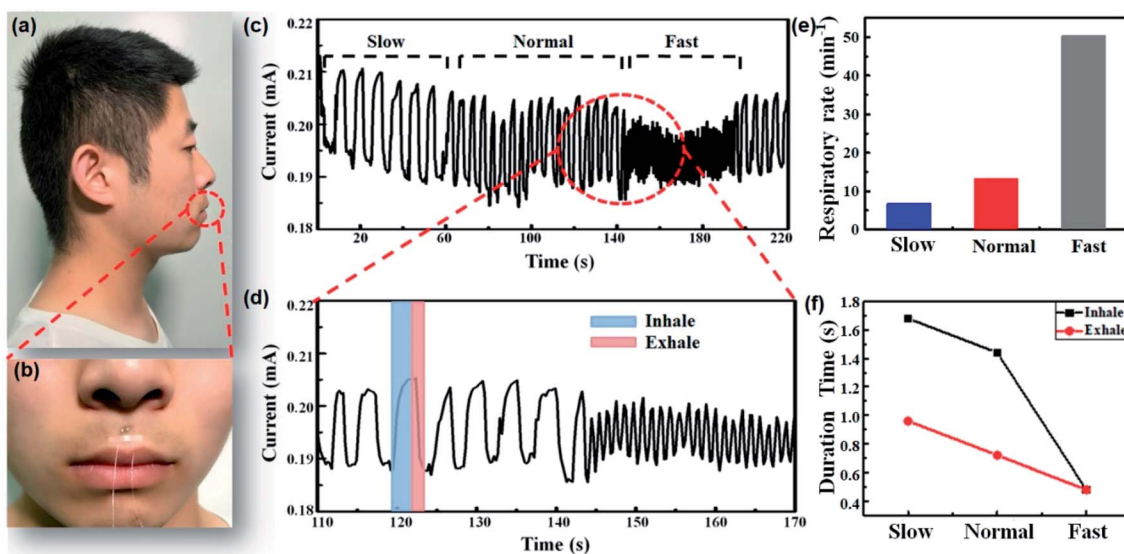 (a)
(b)
(c)
Slow Normal Fast
Current (mA)
0.22
0.21
0.20
0.19
0.18
20 60 100 140 180 220
Time (s)
(d)
Inhale
Exhale
Current (mA)
0.22
0.20
0.19
0.18
110 120 130 140 150 160 170
Time (s)
(e)
Respiratory rate (min⁻¹)
50
40
30
20
10
0
Slow Normal Fast
(f)
Inhale
Exhale
Duration Time (s)
1.8
1.6
1.4
1.2
1.0
0.8
0.6
0.4
Slow Normal Fast